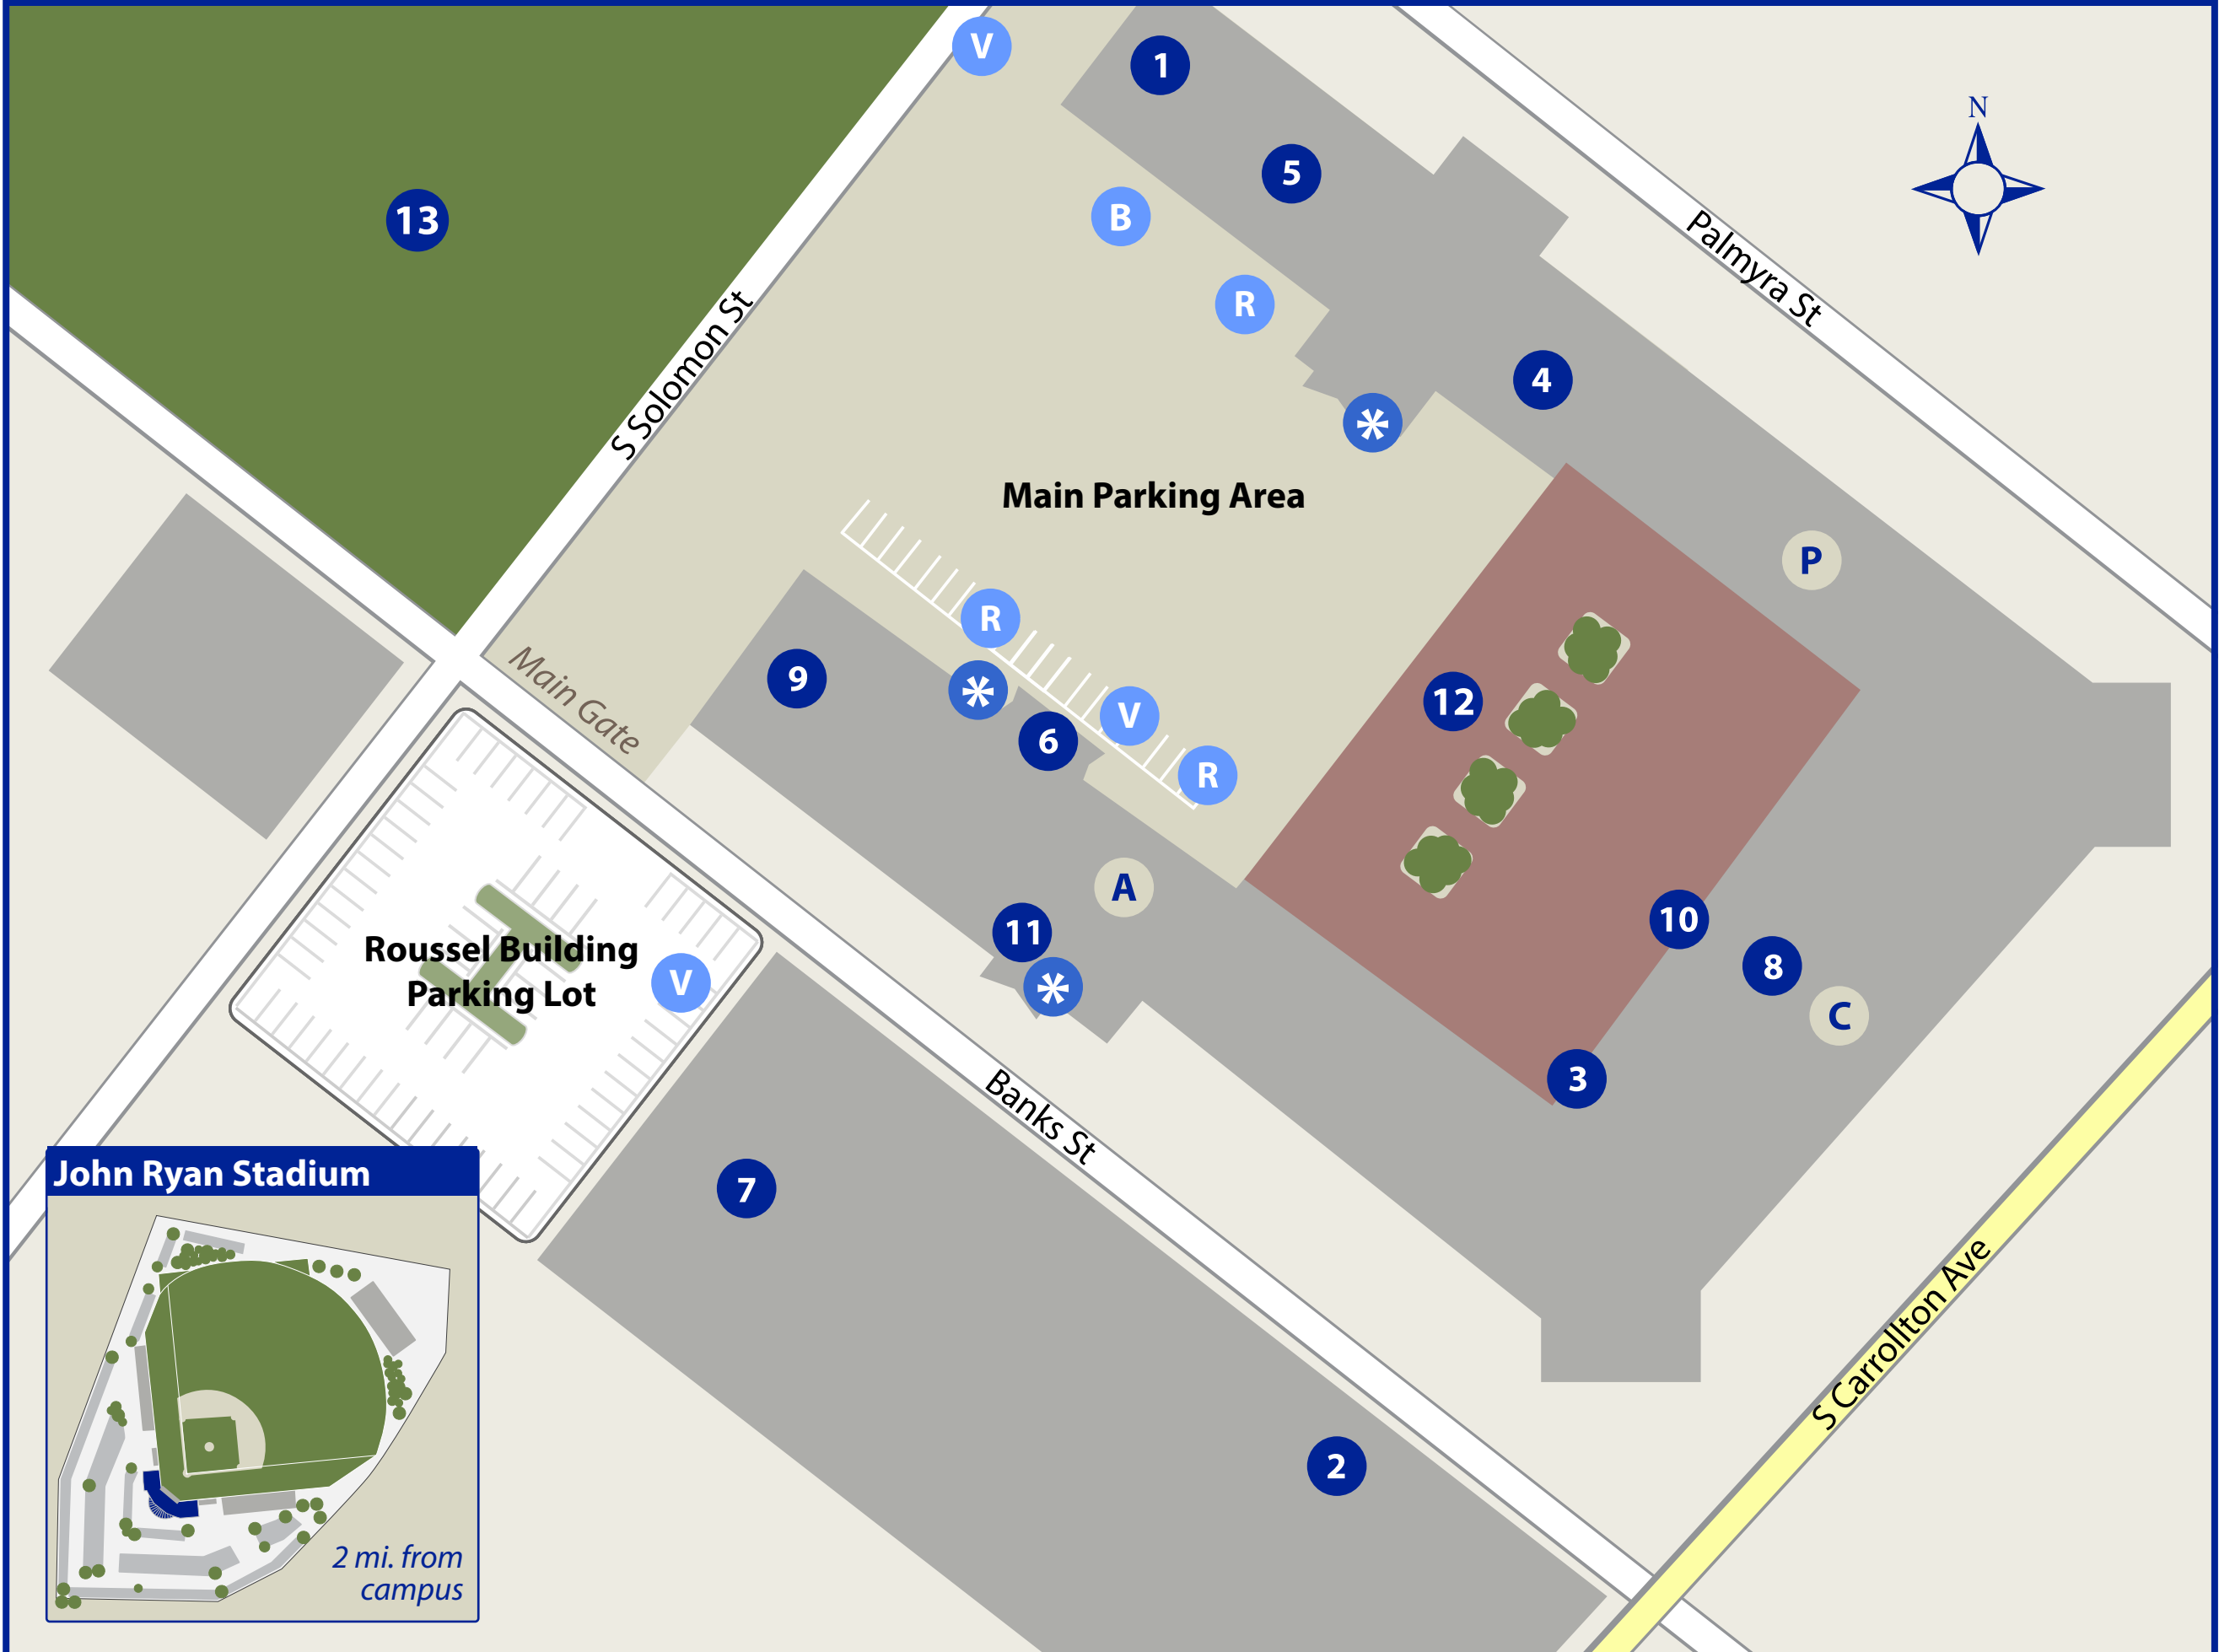 V
1
N
5
13
B
Palmyra St
R
S Solomon St
4
*
Main Parking Area
P
R
Main Gate
9
*
12
V
6
R
A
10
11
Roussel Building
Parking Lot
8
V
*
C
3
Banks St
John Ryan Stadium
7
S Carrollton Ave
2
2 mi. from
campus